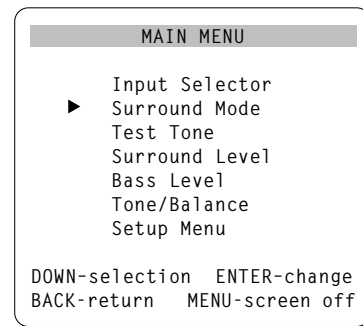 MAIN MENU
Input Selector
Surround Mode
Test Tone
Surround Level
Bass Level
Tone/Balance
Setup Menu
DOWN-selection ENTER-change
BACK-return MENU-screen off